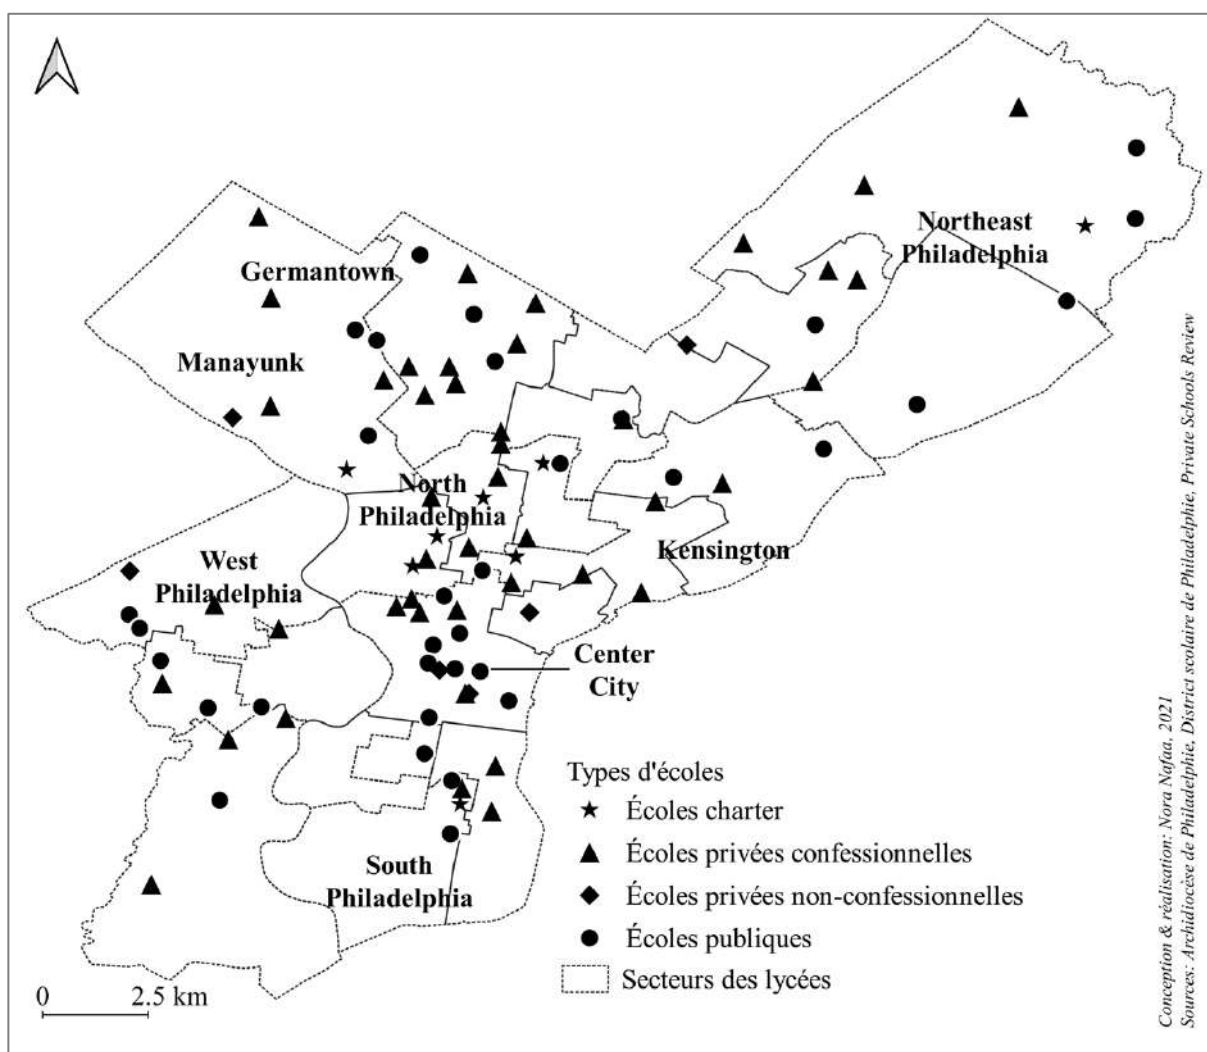 Northeast
Philadelphia
Germantown
Manayunk
North
Philadelphia
West
Philadelphia
Kensington
Center
City
South
Philadelphia
Types d'écoles
Écoles charter
Écoles privées confessionnelles
Écoles privées non-confessionnelles
Écoles publiques
Secteurs des lycées
0 2.5 km
Conception & réalisation: Nora Nafaa, 2021
Sources: Archidiocèse de Philadelphie, District scolaire de Philadelphie, Private Schools Review